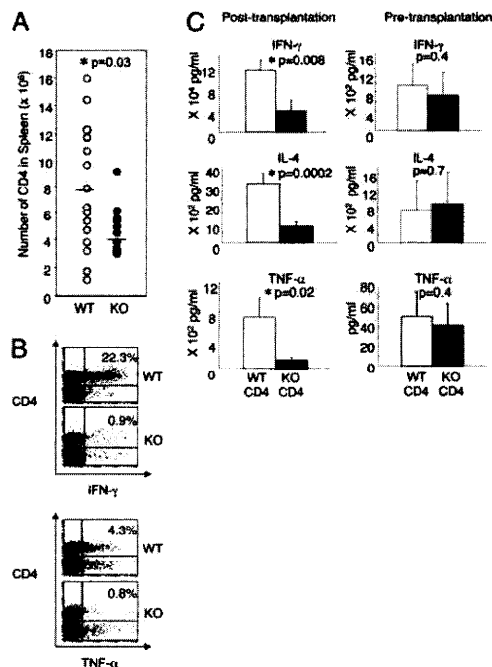 A
* p=0.03
Number of CD4 in Spleen (x 10⁶)
18
16
14
12
10
8
6
4
2
0
WT
KO
B
CD4
22.3%
WT
0.9%
KO
IFN-γ
CD4
4.3%
WT
0.8%
KO
TNF-α
C
Post-transplantation
Pre-transplantation
IFN-γ
* p=0.008
X 10⁴ pg/ml
12
8
4
0
IFN-γ
p=0.4
X 10² pg/ml
12
8
4
0
IL-4
* p=0.0002
X 10² pg/ml
40
30
20
10
0
IL-4
p=0.7
X 10² pg/ml
16
12
8
4
0
TNF-α
* p=0.02
X 10² pg/ml
12
8
4
0
WT CD4
KO CD4
TNF-α
p=0.4
pg/ml
80
60
40
20
0
WT CD4
KO CD4